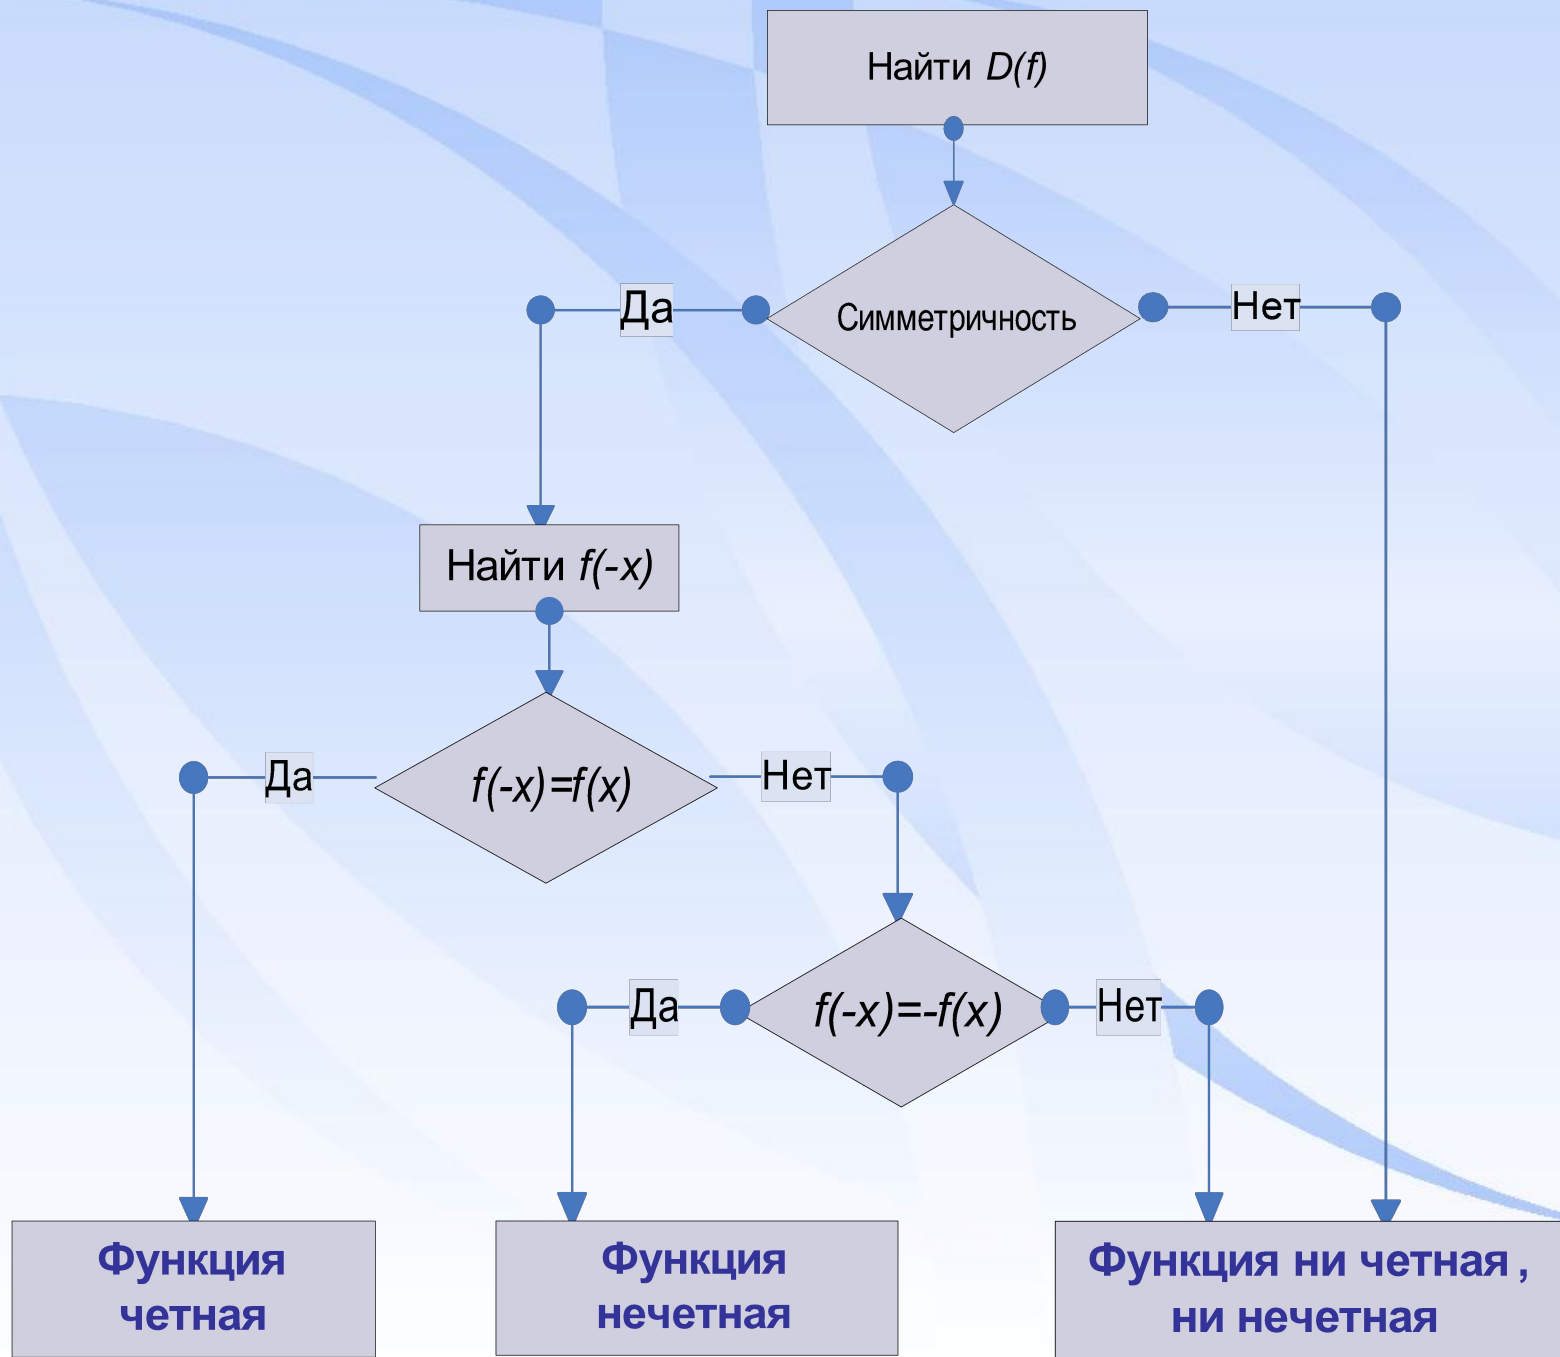 Найти D(f)
Симметричность
Да
Нет
Найти f(-x)
f(-x)=f(x)
Да
Нет
f(-x)=-f(x)
Да
Нет
Функция
четная
Функция
нечетная
Функция ни четная ,
ни нечетная